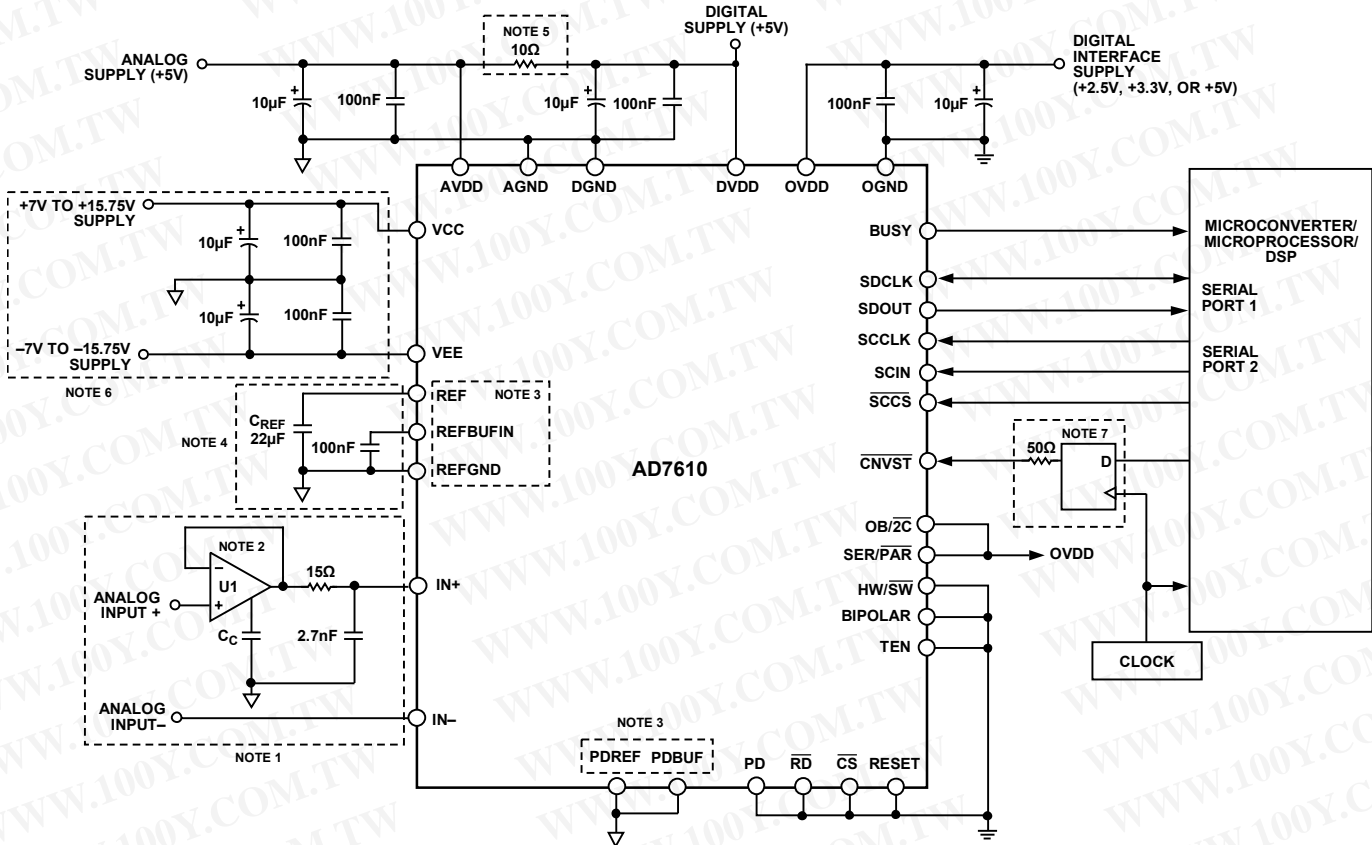 DIGITAL
SUPPLY (+5V)
NOTE 5
10Ω
ANALOG
SUPPLY (+5V)
DIGITAL
INTERFACE
SUPPLY
(+2.5V, +3.3V, OR +5V)
+
10µF
100nF
+
10µF
100nF
100nF
+
10µF
AVDD
AGND
DGND
DVDD
OVDD
OGND
+7V TO +15.75V
SUPPLY
10µF
+
100nF
10µF
+
100nF
–7V TO –15.75V
SUPPLY
NOTE 6
VCC
VEE
NOTE 4
CREF
22µF
100nF
REF
REFBUFIN
REFGND
NOTE 3
AD7610
NOTE 2
–
+
U1
15Ω
ANALOG
INPUT +
CC
2.7nF
ANALOG
INPUT–
NOTE 1
IN+
IN–
NOTE 3
PDREF
PDBUF
PD
RD
CS
RESET
BUSY
SDCLK
SDOUT
SCCLK
SCIN
SCCS
CNVST
OB/2C
SER/PAR
HW/SW
BIPOLAR
TEN
OVDD
MICROCONVERTER/
MICROPROCESSOR/
DSP
SERIAL
PORT 1
SERIAL
PORT 2
NOTE 7
50Ω
D
CLOCK
WWW.100Y.COM.TW